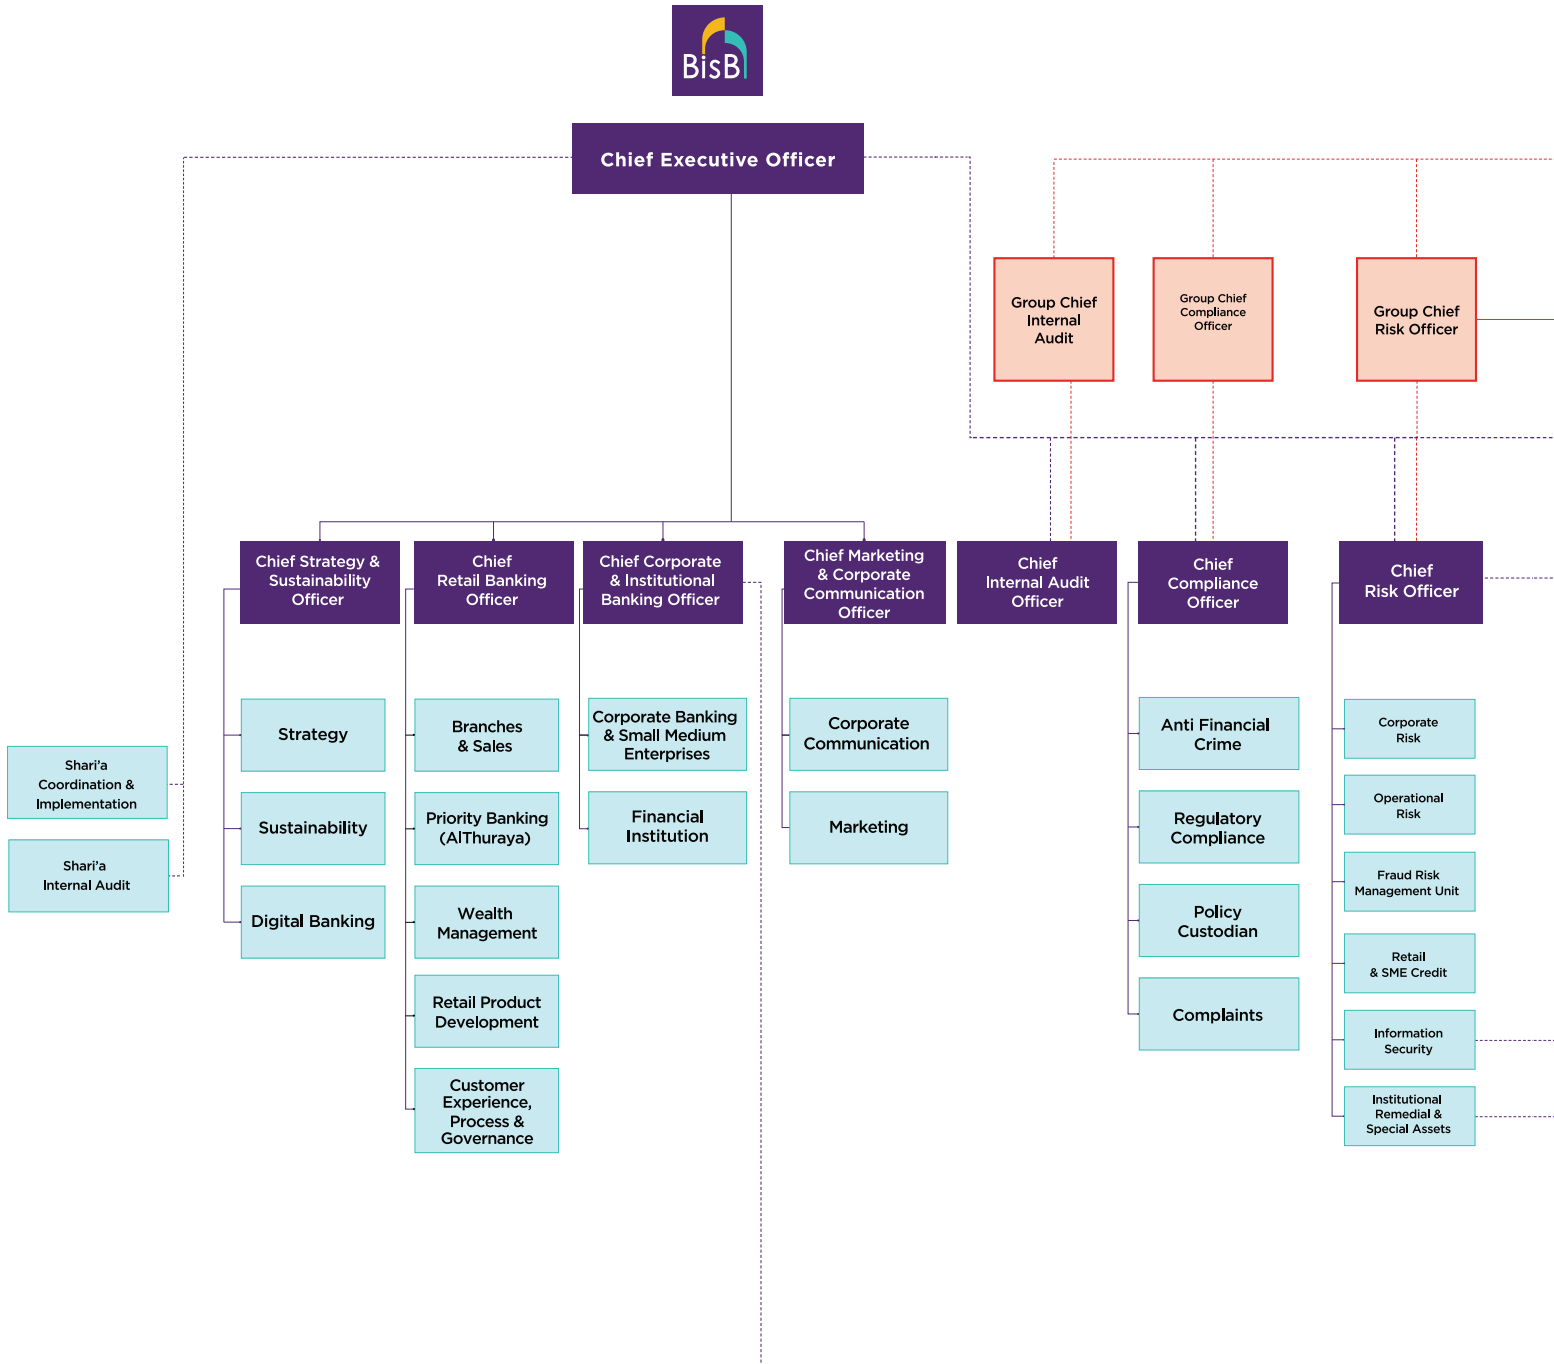 BisB
Chief Executive Officer
Group Chief
Internal
Audit
Group Chief
Compliance
Officer
Group Chief
Risk Officer
Chief Strategy &
Sustainability
Officer
Chief
Retail Banking
Officer
Chief Corporate
& Institutional
Banking Officer
Chief Marketing
& Corporate
Communication
Officer
Chief
Internal Audit
Officer
Chief
Compliance
Officer
Chief
Risk Officer
Shari'a
Coordination &
Implementation
Shari'a
Internal Audit
Strategy
Sustainability
Digital Banking
Branches
& Sales
Priority Banking
(AlThuraya)
Wealth
Management
Retail Product
Development
Customer
Experience,
Process &
Governance
Corporate Banking
& Small Medium
Enterprises
Financial
Institution
Corporate
Communication
Marketing
Anti Financial
Crime
Regulatory
Compliance
Policy
Custodian
Complaints
Corporate
Risk
Operational
Risk
Fraud Risk
Management Unit
Retail
& SME Credit
Information
Security
Institutional
Remedial &
Special Assets